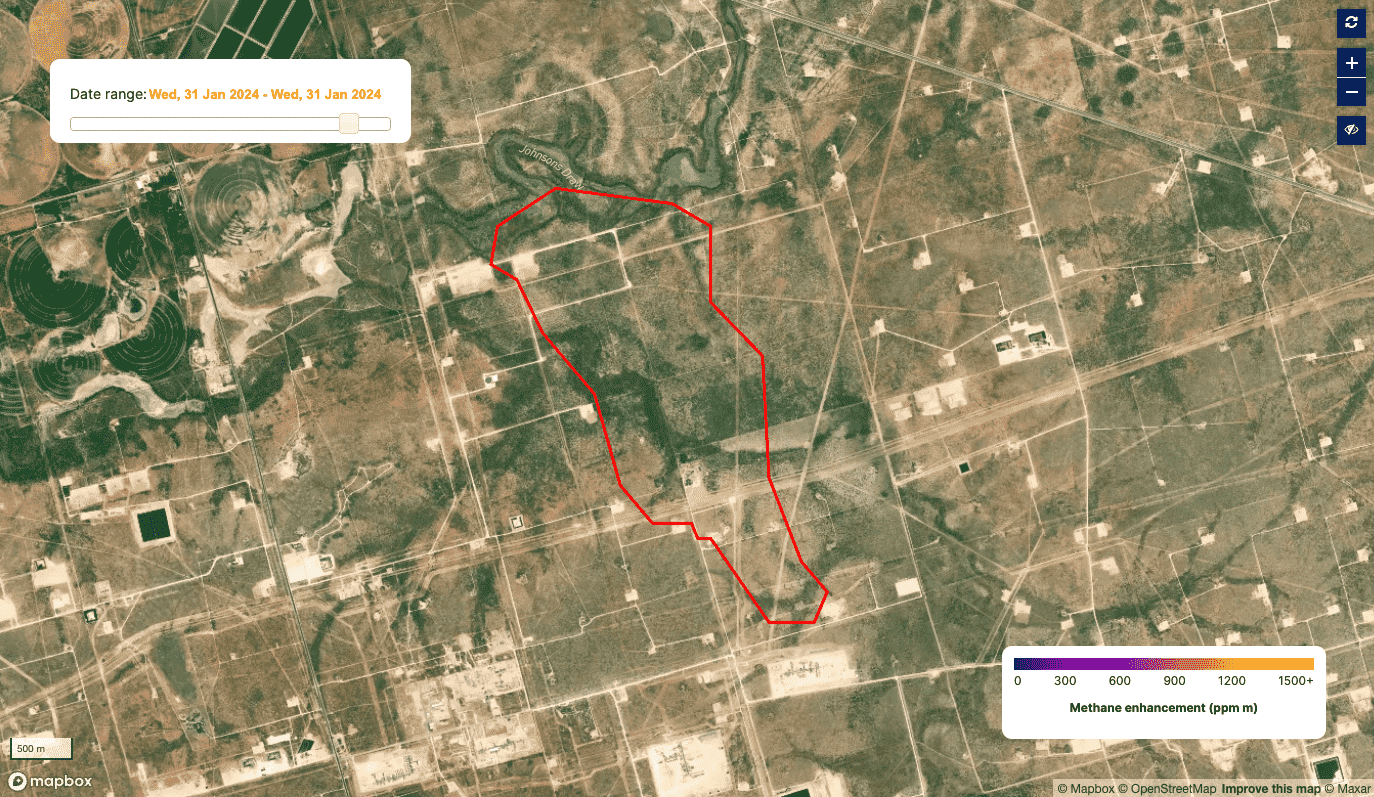 Date range: Wed, 31 Jan 2024 - Wed, 31 Jan 2024
Johnsons Draw
0 300 600 900 1200 1500+
Methane enhancement (ppm m)
500 m
mapbox
© Mapbox © OpenStreetMap Improve this map © Maxar